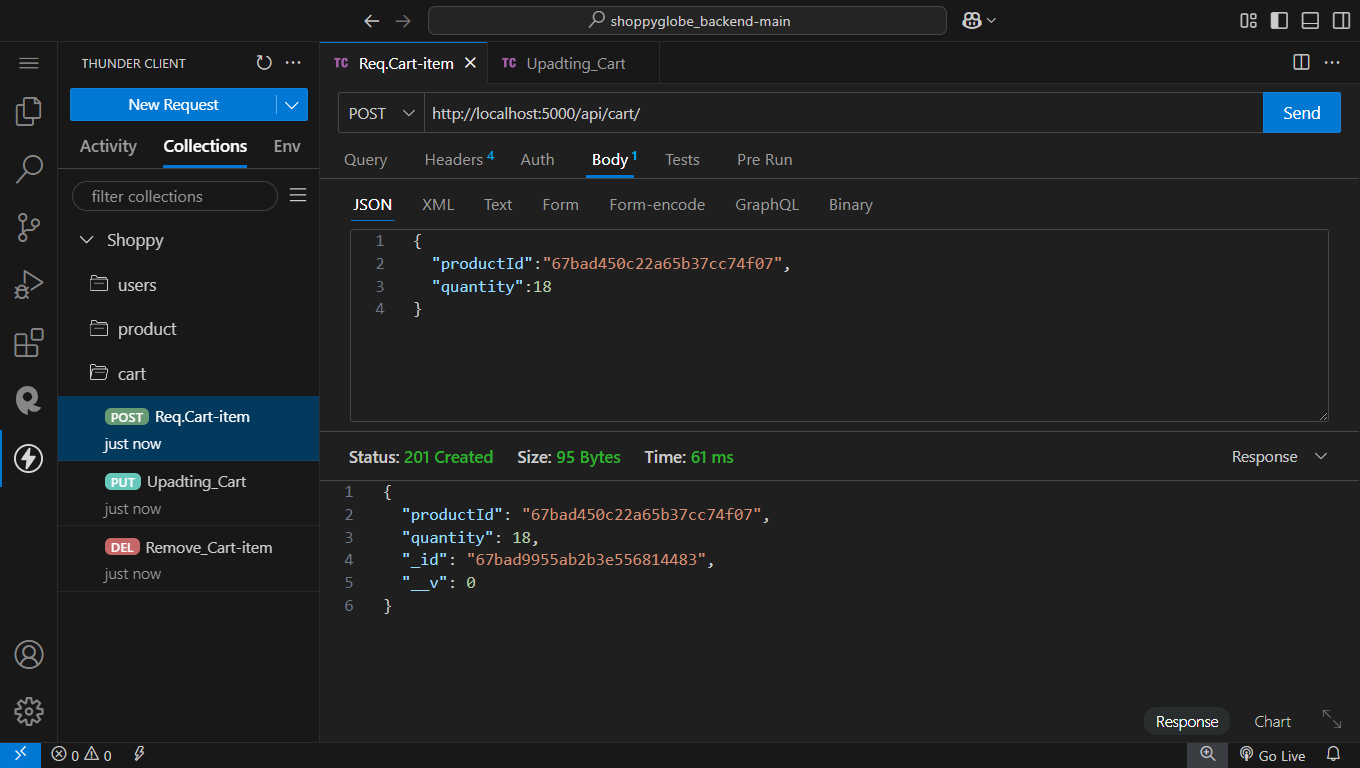 shoppyglobe_backend-main
THUNDER CLIENT
New Request
Activity Collections Env
filter collections
Shoppy
users
product
cart
POST Req.Cart-item
just now
PUT Upadting_Cart
just now
DEL Remove_Cart-item
just now
TC Req.Cart-item
TC Upadting_Cart
POST http://localhost:5000/api/cart/ Send
Query Headers 4 Auth Body 1 Tests Pre Run
JSON XML Text Form Form-encode GraphQL Binary
1 {
2 "productId":"67bad450c22a65b37cc74f07",
3 "quantity":18
4 }
Status: 201 Created Size: 95 Bytes Time: 61 ms Response
1 {
2 "productId": "67bad450c22a65b37cc74f07",
3 "quantity": 18,
4 "_id": "67bad9955ab2b3e556814483",
5 "__v": 0
6 }
Response Chart
0 0 Go Live